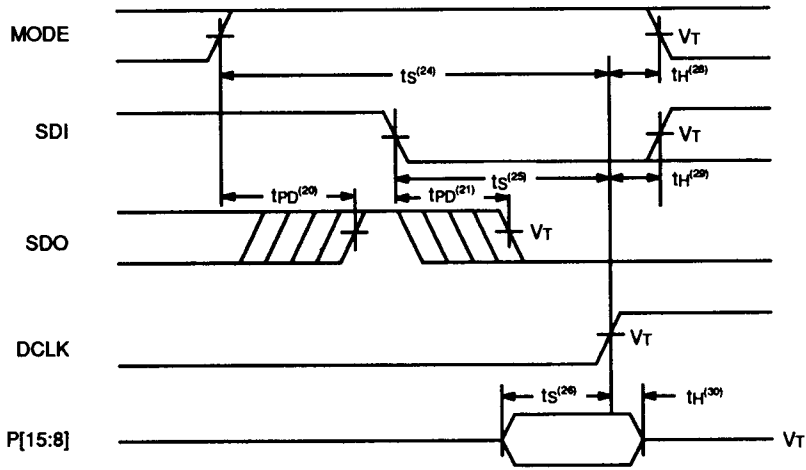 MODE
VT
tS(24)
tH(28)
SDI
VT
tS(25)
tH(29)
tPD(20)
tPD(21)
SDO
VT
DCLK
VT
tS(26)
tH(30)
P[15:8]
VT